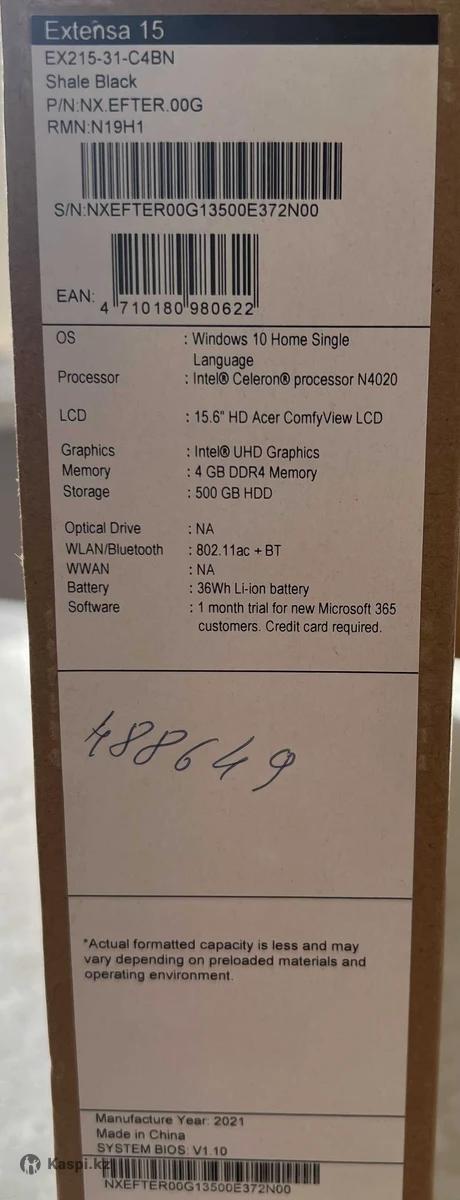 Extensa 15
EX215-31-C4BN
Shale Black
P/N:NX.EFTER.00G
RMN:N19H1
S/N:NXEFTER00G13500E372N00
EAN: 4 710180 980622
OS : Windows 10 Home Single
Language
Processor : Intel® Celeron® processor N4020
LCD : 15.6" HD Acer ComfyView LCD
Graphics : Intel® UHD Graphics
Memory : 4 GB DDR4 Memory
Storage : 500 GB HDD
Optical Drive : NA
WLAN/Bluetooth : 802.11ac + BT
WWAN : NA
Battery : 36Wh Li-ion battery
Software : 1 month trial for new Microsoft 365
customers. Credit card required.
488649
*Actual formatted capacity is less and may
vary depending on preloaded materials and
operating environment.
Manufacture Year: 2021
Made in China
SYSTEM BIOS: V1.10
Kaspi.kz
NXEFTER00G13500E372N00